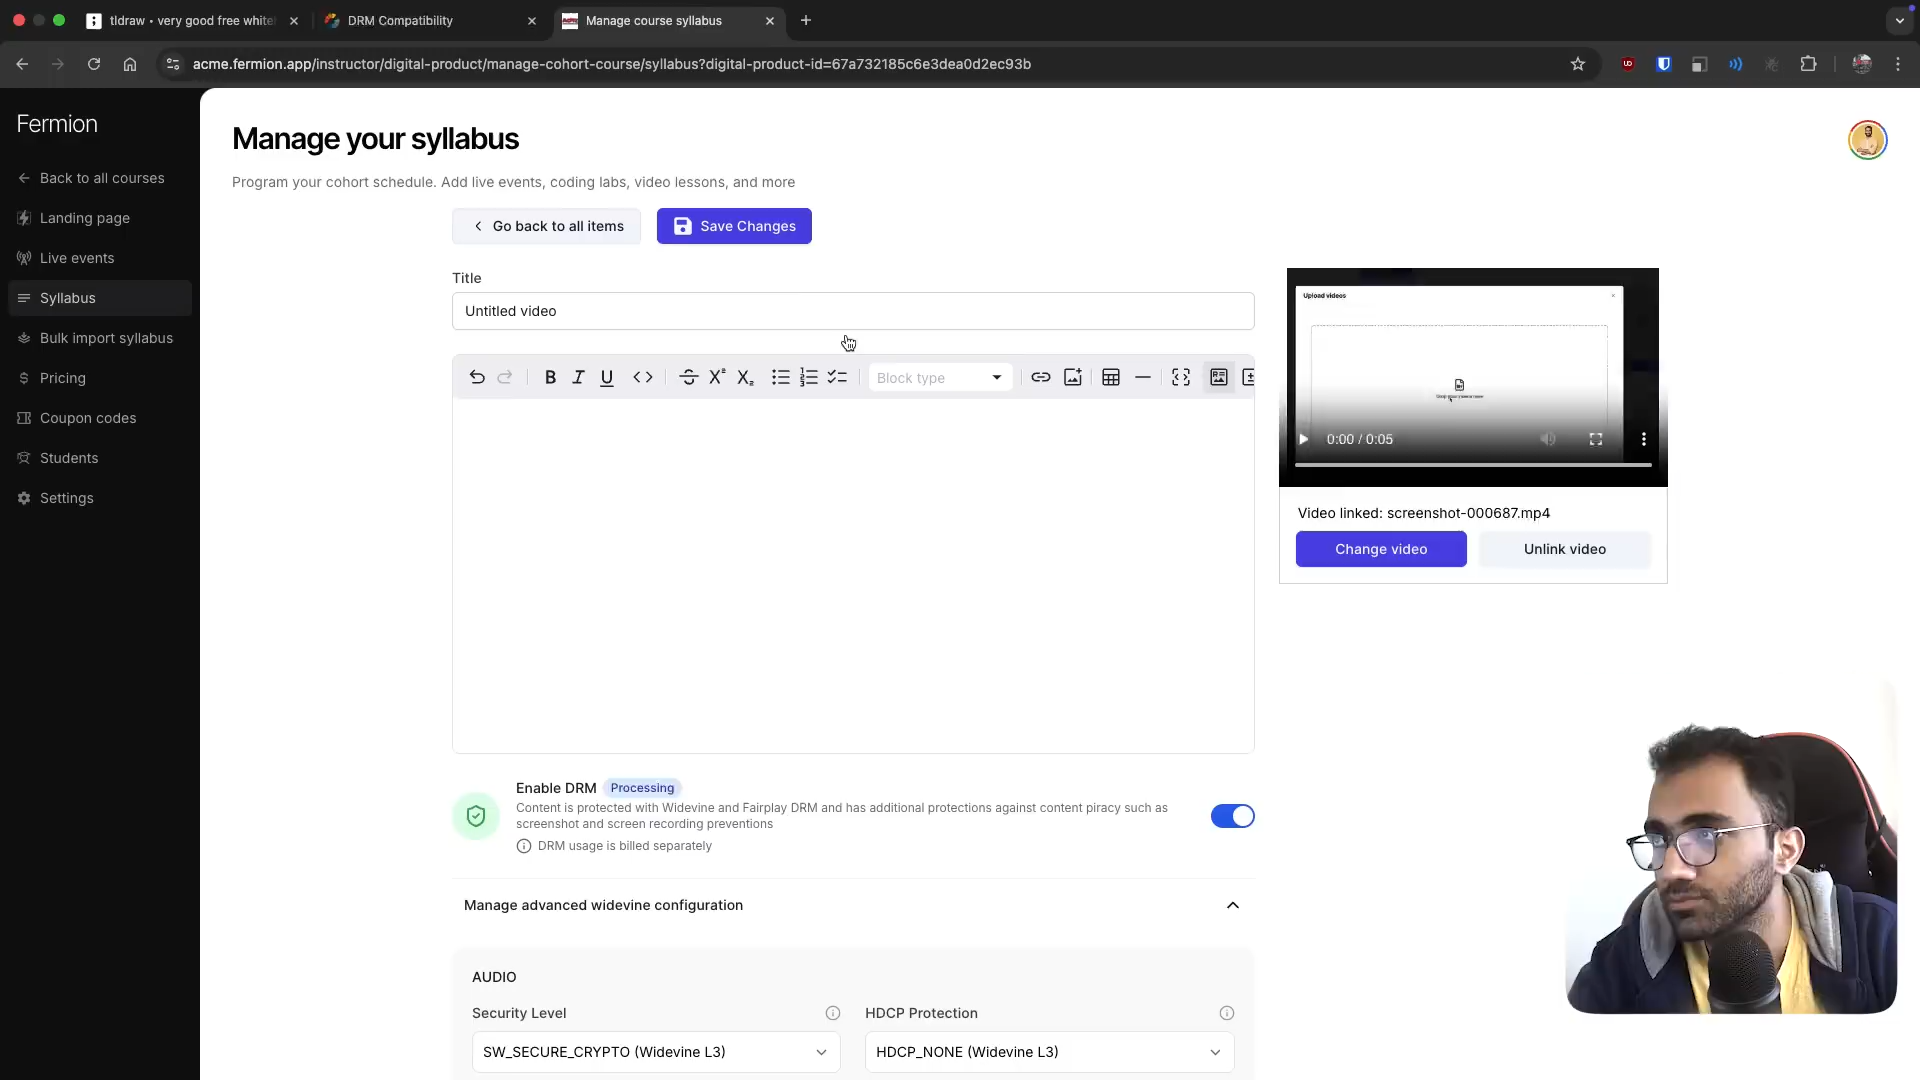 tldraw • very good free white
DRM Compatibility
Manage course syllabus
acme.fermion.app/instructor/digital-product/manage-cohort-course/syllabus?digital-product-id=67a732185c6e3dea0d2ec93b
Fermion
Back to all courses
Landing page
Live events
Syllabus
Bulk import syllabus
Pricing
Coupon codes
Students
Settings
Manage your syllabus
Program your cohort schedule. Add live events, coding labs, video lessons, and more
Go back to all items
Save Changes
Title
Untitled video
Block type
Upload videos
0:00 / 0:05
Video linked: screenshot-000687.mp4
Change video
Unlink video
Enable DRM Processing
Content is protected with Widevine and Fairplay DRM and has additional protections against content piracy such as
screenshot and screen recording preventions
DRM usage is billed separately
Manage advanced widevine configuration
AUDIO
Security Level
HDCP Protection
SW_SECURE_CRYPTO (Widevine L3)
HDCP_NONE (Widevine L3)